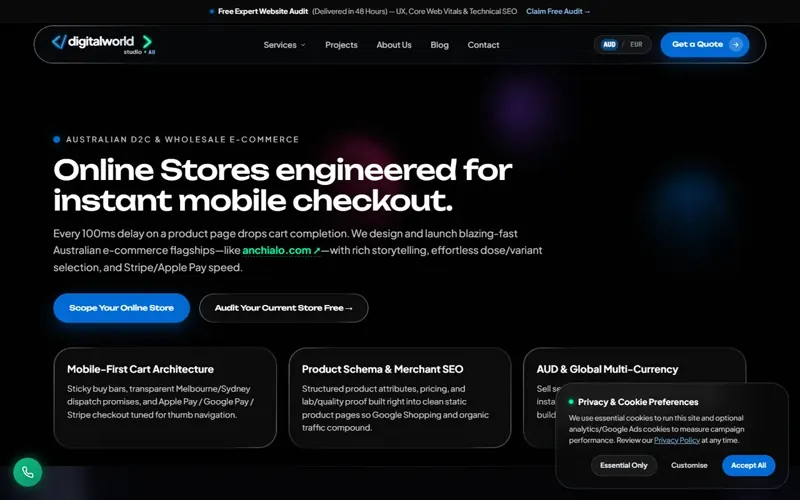 Free Expert Website Audit (Delivered in 48 Hours) — UX, Core Web Vitals & Technical SEO Claim Free Audit →
digitalworld
studio • AU
Services Projects About Us Blog Contact
AUD / EUR
Get a Quote →
AUSTRALIAN D2C & WHOLESALE E-COMMERCE
Online Stores engineered for
instant mobile checkout.
Every 100ms delay on a product page drops cart completion. We design and launch blazing-fast
Australian e-commerce flagships—like anchialo.com ↗—with rich storytelling, effortless dose/variant
selection, and Stripe/Apple Pay speed.
Scope Your Online Store
Audit Your Current Store Free →
Mobile-First Cart Architecture
Sticky buy bars, transparent Melbourne/Sydney
dispatch promises, and Apple Pay / Google Pay /
Stripe checkout tuned for thumb navigation.
Product Schema & Merchant SEO
Structured product attributes, pricing, and
lab/quality proof built right into clean static
product pages so Google Shopping and organic
traffic compound.
AUD & Global Multi-Currency
Privacy & Cookie Preferences
We use essential cookies to run this site and optional
analytics/Google Ads cookies to measure campaign
performance. Review our Privacy Policy at any time.
Essential Only
Customise
Accept All